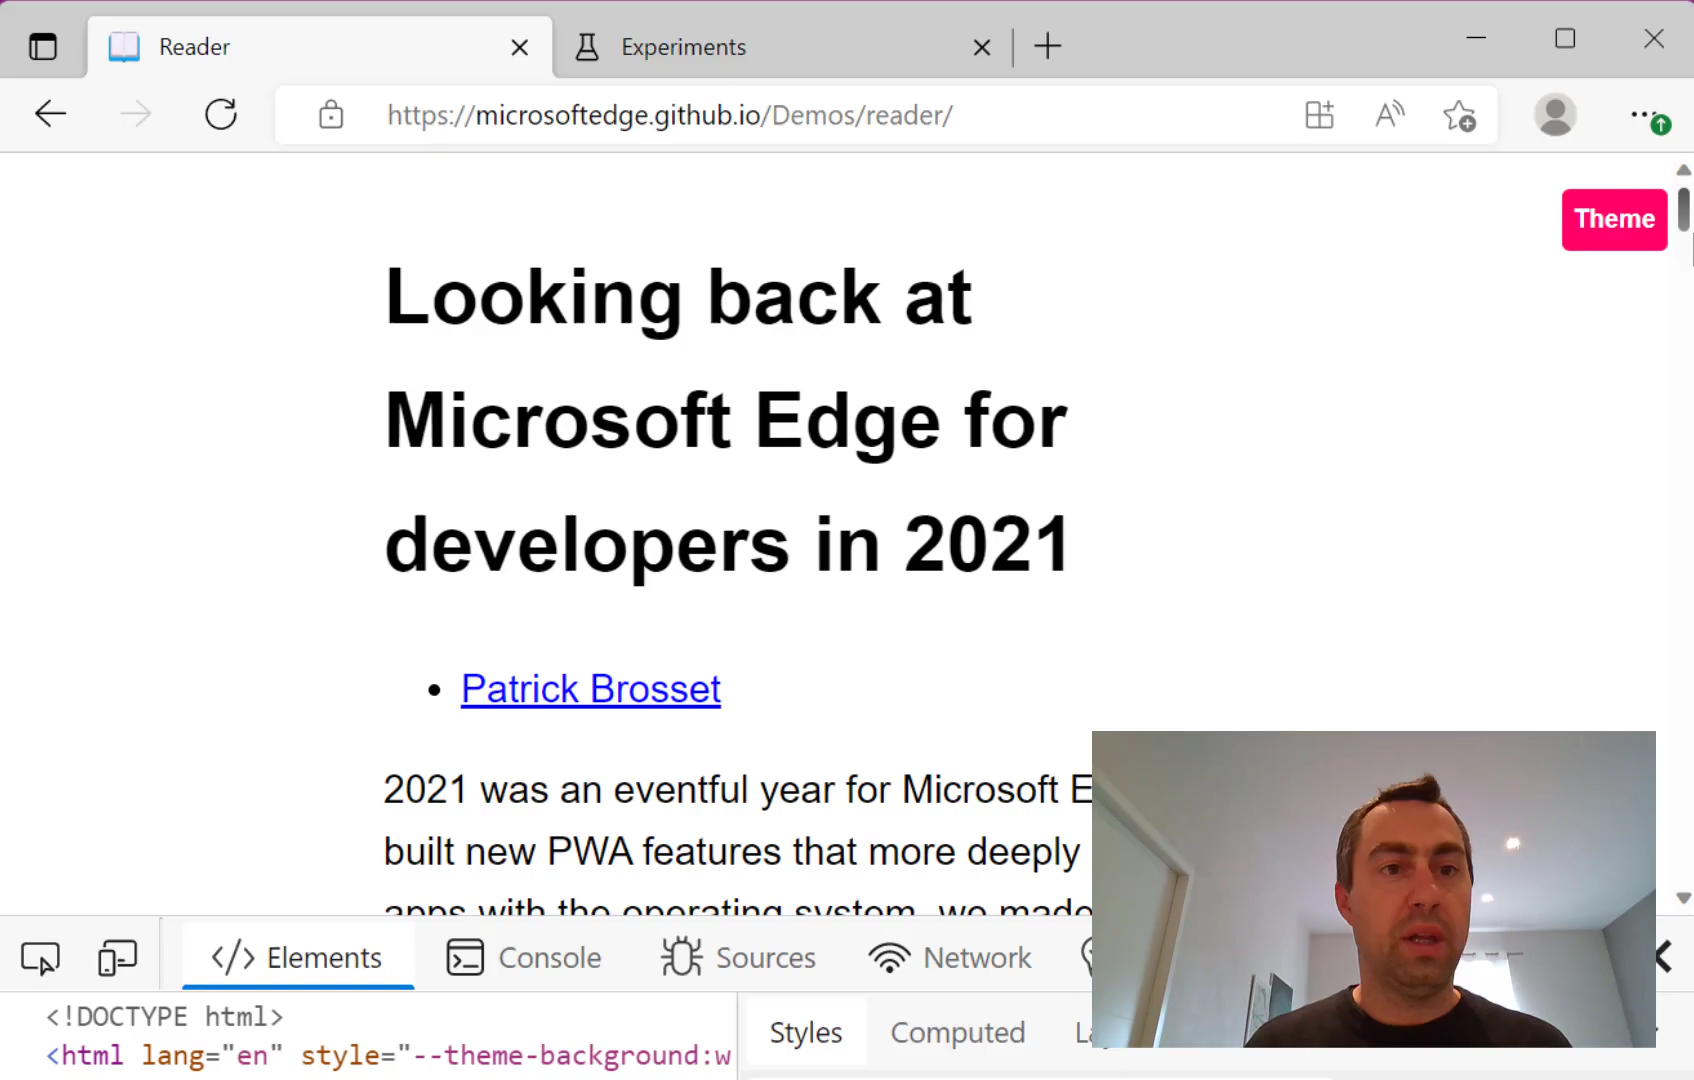 Reader
Experiments
https://microsoftedge.github.io/Demos/reader/
Theme
Looking back at
Microsoft Edge for
developers in 2021
Patrick Brosset
2021 was an eventful year for Microsoft E
built new PWA features that more deeply
apps with the operating system, we made
Elements
Console
Sources
Network
<!DOCTYPE html>
Styles
Computed
<html lang="en" style="--theme-background:w